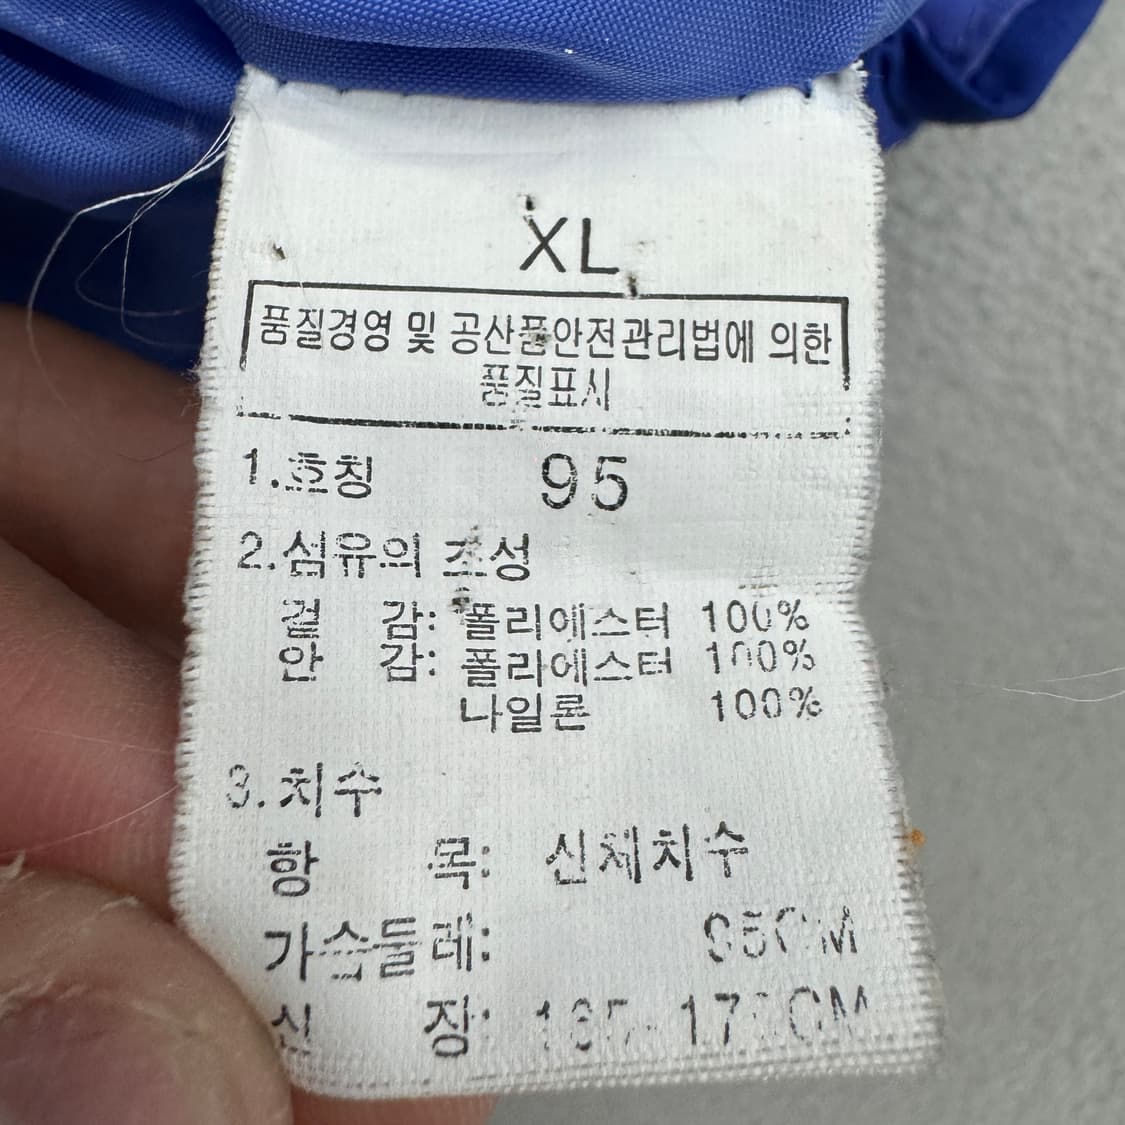 XL
품질경영 및 공산품안전관리법에 의한
품질표시
1.호칭 95
2.섬유의 조성
겉 감: 폴리에스터 100%
안 감: 폴리에스터 100%
나일론 100%
3.치수
항 목: 신체치수
가슴둘레: 95CM
신 장: